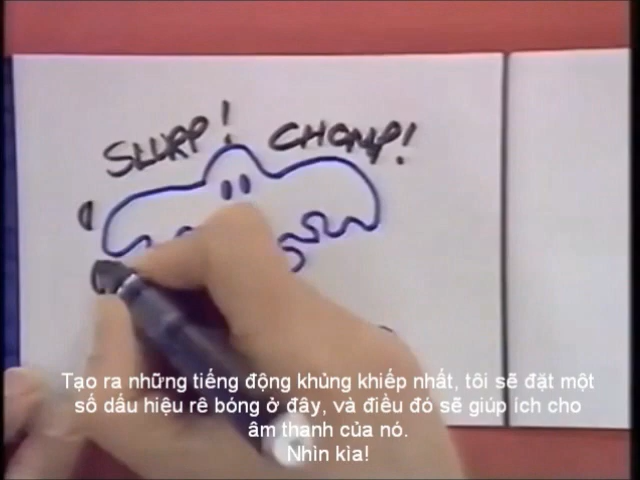 SLURP! CHOMP!
Tạo ra những tiếng động khủng khiếp nhất, tôi sẽ đặt một
số dấu hiệu rê bóng ở đây, và điều đó sẽ giúp ích cho
âm thanh của nó.
Nhìn kìa!